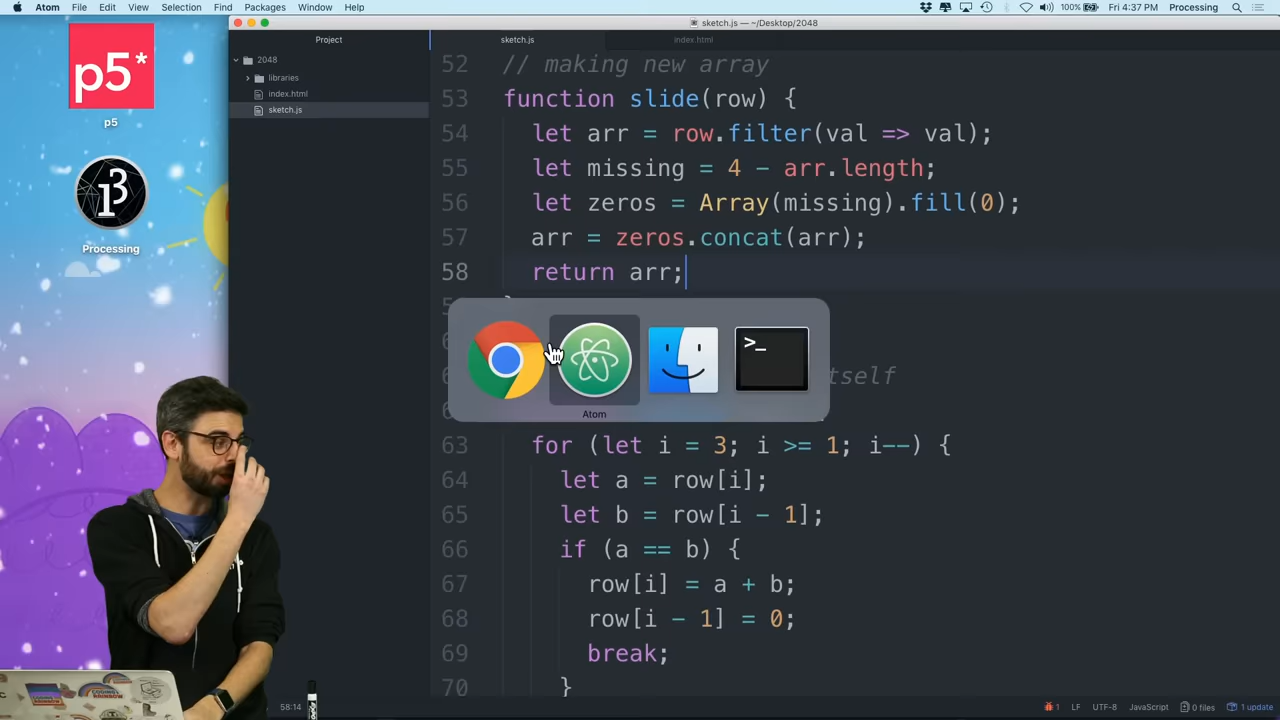 Atom File Edit View Selection Find Packages Window Help
100% Fri 4:37 PM Processing
sketch.js — ~/Desktop/2048
p5*
p5
Processing
Project
2048
libraries
index.html
sketch.js
sketch.js
index.html
52 // making new array
53 function slide(row) {
54 let arr = row.filter(val => val);
55 let missing = 4 - arr.length;
56 let zeros = Array(missing).fill(0);
57 arr = zeros.concat(arr);
58 return arr;
>_
Atom
tself
63 for (let i = 3; i >= 1; i--) {
64 let a = row[i];
65 let b = row[i - 1];
66 if (a == b) {
67 row[i] = a + b;
68 row[i - 1] = 0;
69 break;
70 }
58:14
1 LF UTF-8 JavaScript 0 files 1 update